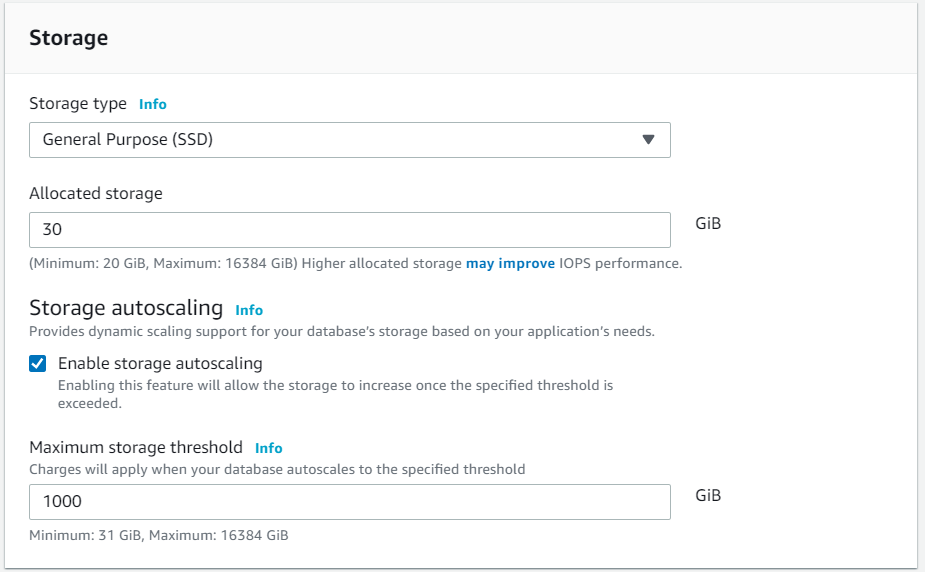 Storage
Storage type Info
General Purpose (SSD)
Allocated storage
30 GiB
(Minimum: 20 GiB, Maximum: 16384 GiB) Higher allocated storage may improve IOPS performance.
Storage autoscaling Info
Provides dynamic scaling support for your database’s storage based on your application’s needs.
Enable storage autoscaling
Enabling this feature will allow the storage to increase once the specified threshold is
exceeded.
Maximum storage threshold Info
Charges will apply when your database autoscales to the specified threshold
1000 GiB
Minimum: 31 GiB, Maximum: 16384 GiB